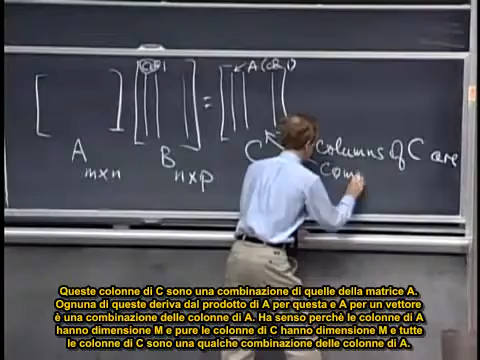 col 1
A (col 1)
[ ] [ ] = [ ]
A B C
m×n n×p
columns of C are
com
Queste colonne di C sono una combinazione di quelle della matrice A.
Ognuna di queste deriva dal prodotto di A per questa e A per un vettore
è una combinazione delle colonne di A. Ha senso perchè le colonne di A
hanno dimensione M e pure le colonne di C hanno dimensione M e tutte
le colonne di C sono una qualche combinazione delle colonne di A.